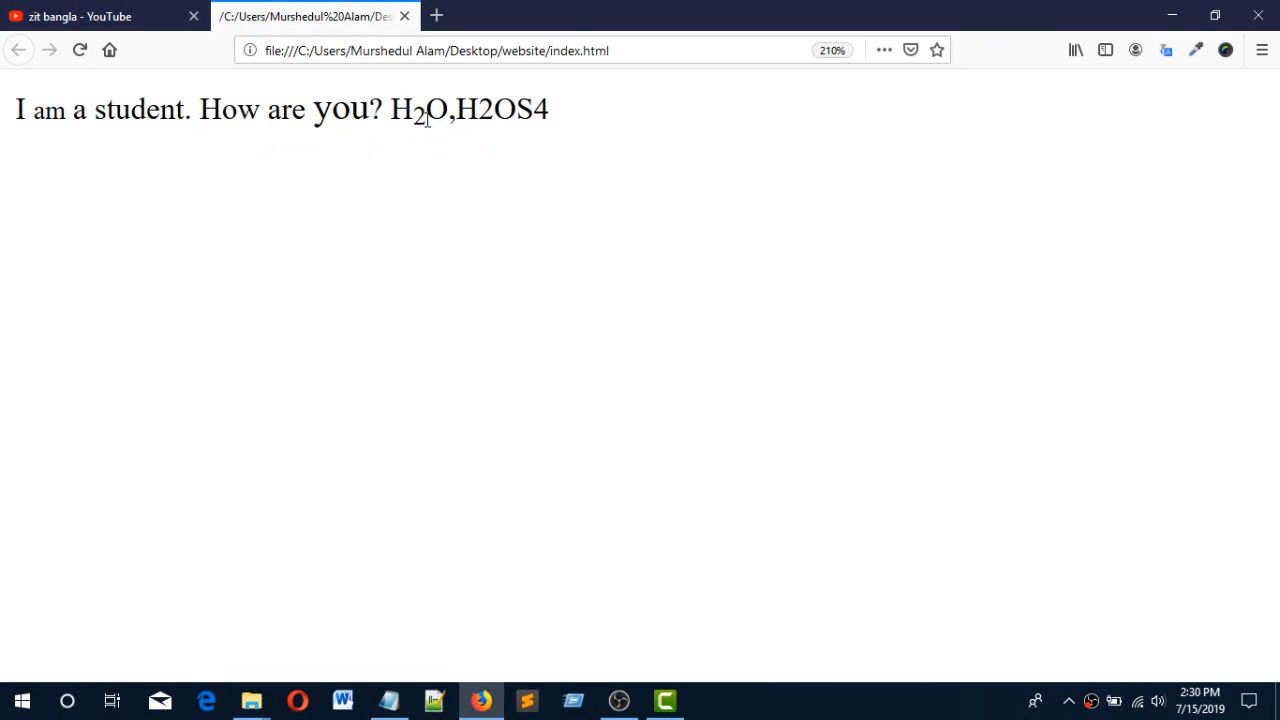 zit bangla - YouTube
/C:/Users/Murshedul%20Alam/Des
file:///C:/Users/Murshedul Alam/Desktop/website/index.html
210%
I am a student. How are you? H₂O,H2OS4
2:30 PM
7/15/2019